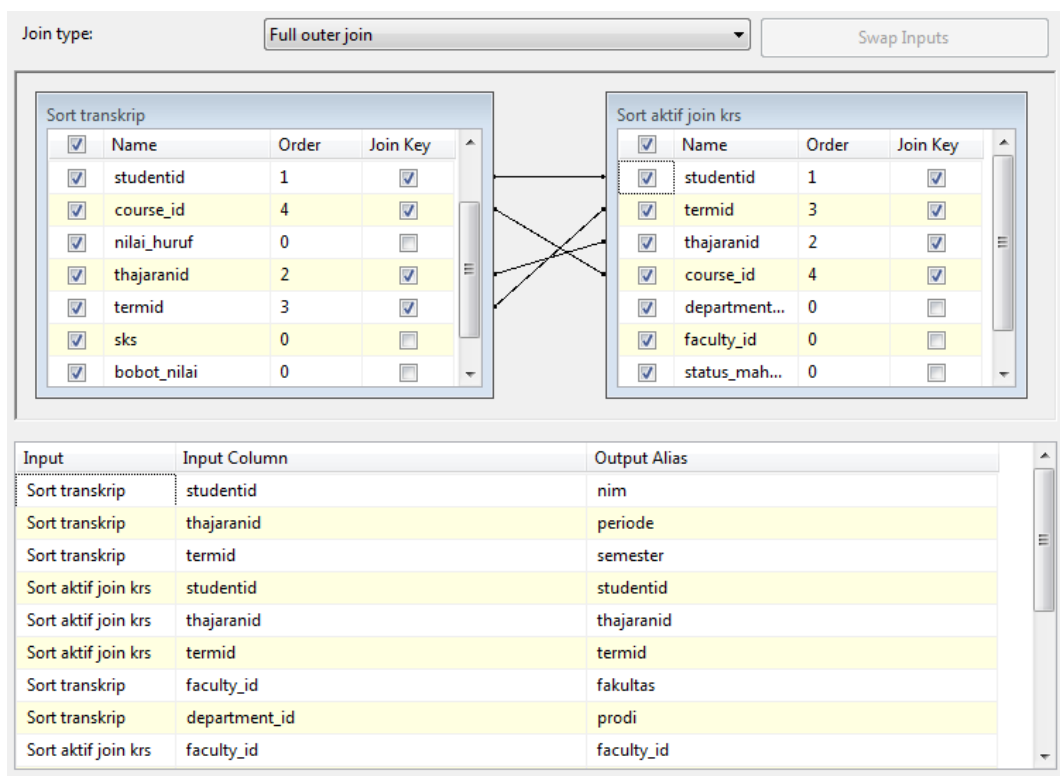 Join type: Full outer join Swap Inputs
Sort transkrip
Name Order Join Key
studentid 1
course_id 4
nilai_huruf 0
thajaranid 2
termid 3
sks 0
bobot_nilai 0
Sort aktif join krs
Name Order Join Key
studentid 1
termid 3
thajaranid 2
course_id 4
department... 0
faculty_id 0
status_mah... 0
Input Input Column Output Alias
Sort transkrip studentid nim
Sort transkrip thajaranid periode
Sort transkrip termid semester
Sort aktif join krs studentid studentid
Sort aktif join krs thajaranid thajaranid
Sort aktif join krs termid termid
Sort transkrip faculty_id fakultas
Sort transkrip department_id prodi
Sort aktif join krs faculty_id faculty_id